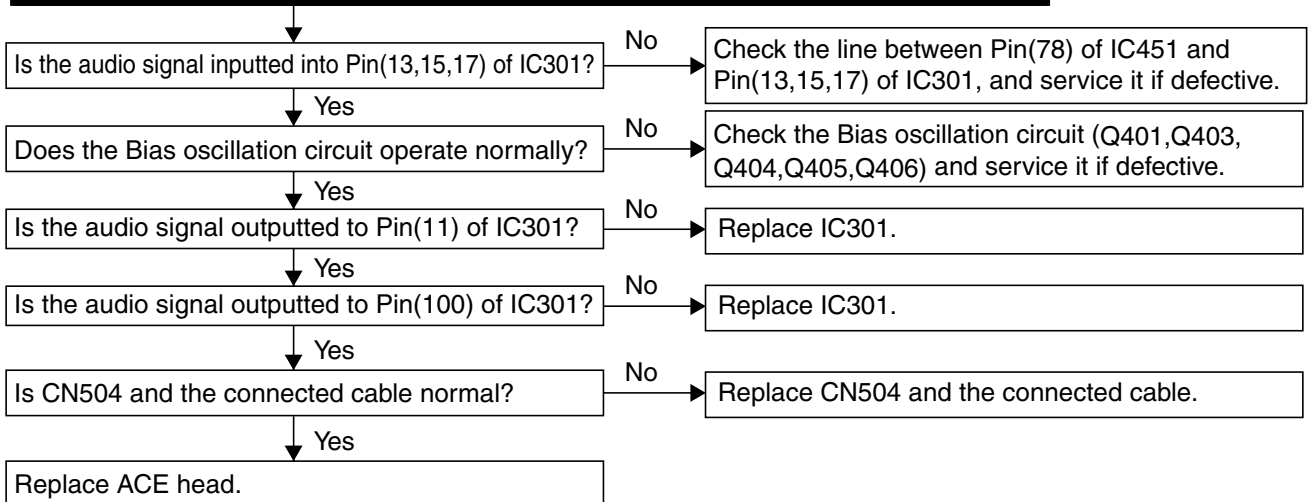 Is the audio signal inputted into Pin(13,15,17) of IC301?
No
Check the line between Pin(78) of IC451 and
Pin(13,15,17) of IC301, and service it if defective.
Yes
Does the Bias oscillation circuit operate normally?
No
Check the Bias oscillation circuit (Q401,Q403,
Q404,Q405,Q406) and service it if defective.
Yes
Is the audio signal outputted to Pin(11) of IC301?
No
Replace IC301.
Yes
Is the audio signal outputted to Pin(100) of IC301?
No
Replace IC301.
Yes
Is CN504 and the connected cable normal?
No
Replace CN504 and the connected cable.
Yes
Replace ACE head.